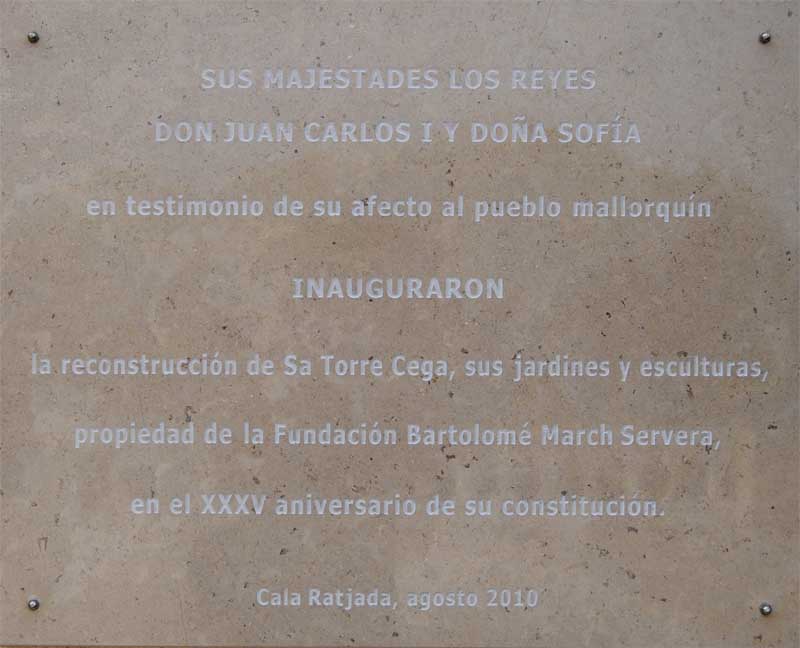 SUS MAJESTADES LOS REYES
DON JUAN CARLOS I Y DOÑA SOFÍA
en testimonio de su afecto al pueblo mallorquín
INAUGURARON
la reconstrucción de Sa Torre Cega, sus jardines y esculturas,
propiedad de la Fundación Bartolomé March Servera,
en el XXXV aniversario de su constitución.
Cala Ratjada, agosto 2010